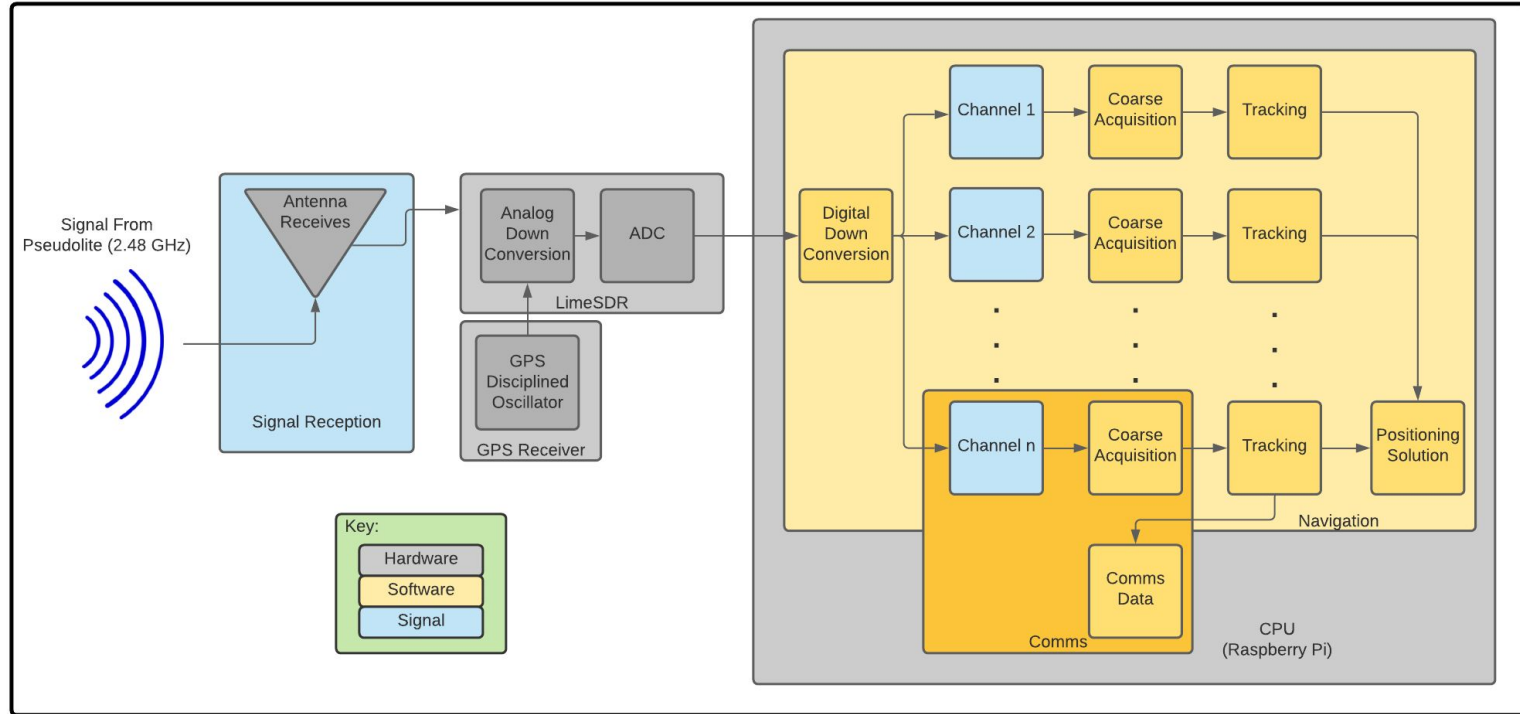 Signal From
Pseudolite (2.48 GHz)
Antenna
Receives
Signal Reception
Analog
Down
Conversion
ADC
LimeSDR
GPS
Disciplined
Oscillator
GPS Receiver
Key:
Hardware
Software
Signal
Digital
Down
Conversion
Channel 1
Coarse
Acquisition
Tracking
Channel 2
Coarse
Acquisition
Tracking
Channel n
Coarse
Acquisition
Tracking
Positioning
Solution
Navigation
Comms
Data
Comms
CPU
(Raspberry Pi)